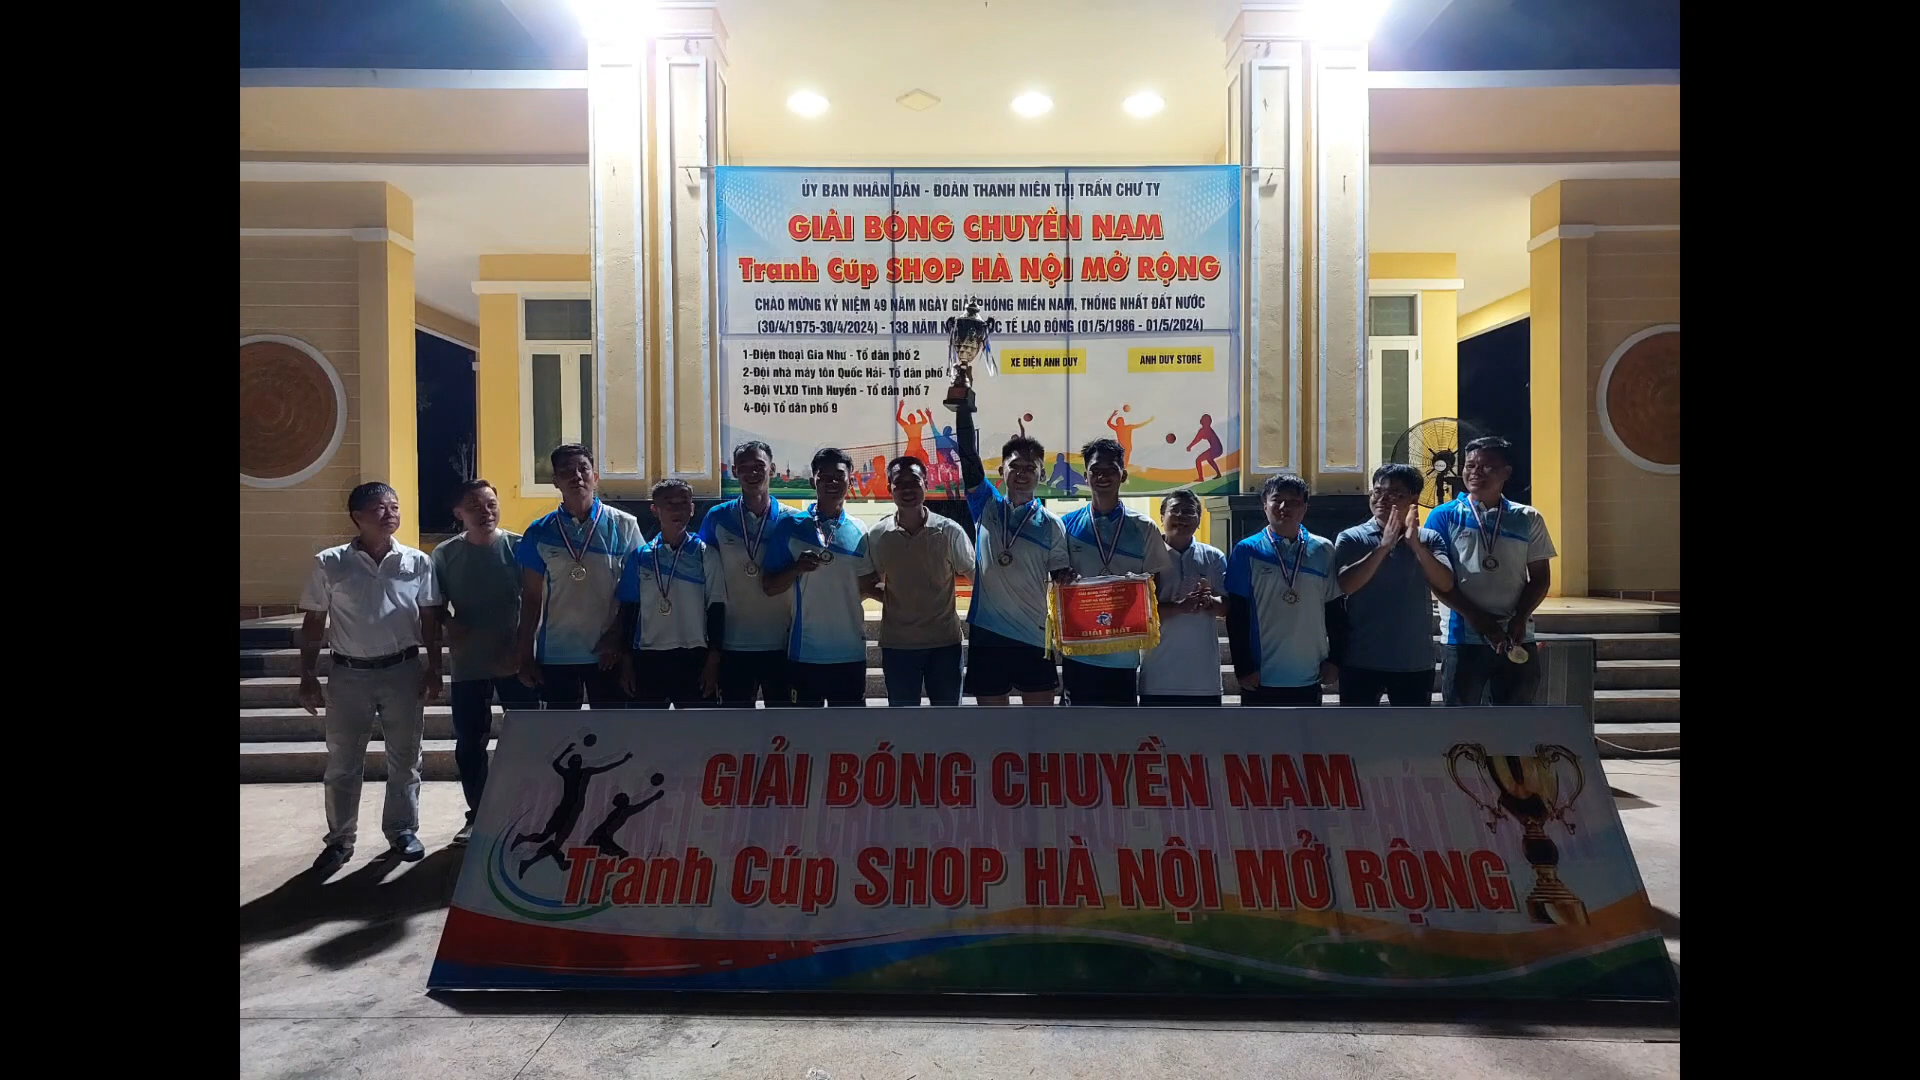 ỦY BAN NHÂN DÂN - ĐOÀN THANH NIÊN THỊ TRẤN CHƯ TY
GIẢI BÓNG CHUYỀN NAM
Tranh Cúp SHOP HÀ NỘI MỞ RỘNG
CHÀO MỪNG KỶ NIỆM 49 NĂM NGÀY GIẢI PHÓNG MIỀN NAM, THỐNG NHẤT ĐẤT NƯỚC
(30/4/1975-30/4/2024) - 138 NĂM TẾ LAO ĐỘNG (01/5/1986 - 01/5/2024)
1-Điện thoại Gia Như - Tổ dân phố 2
2-Đội nhà máy tôn Quốc Hải- Tổ dân phố
3-Đội VLXD Tình Huyền - Tổ dân phố 7
4-Đội Tổ dân phố 9
XE ĐIỆN ANH DUY
ANH DUY STORE
GIẢI NHẤT
GIẢI BÓNG CHUYỀN NAM
Tranh Cúp SHOP HÀ NỘI MỞ RỘNG